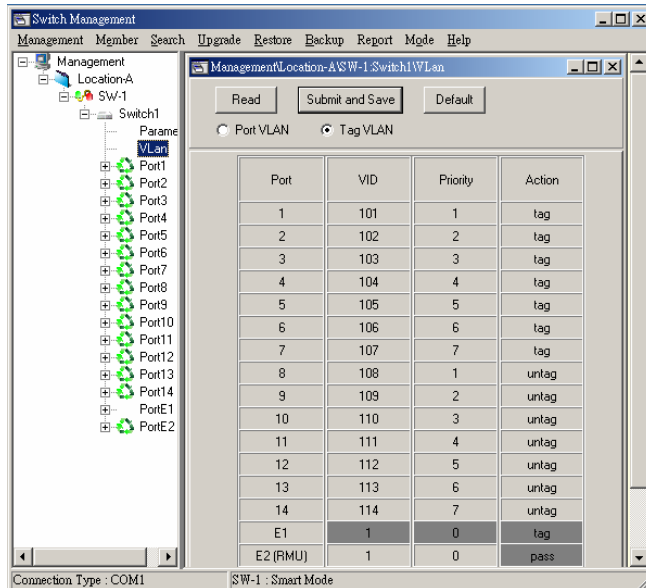 Switch Management
Management Member Search Upgrade Restore Backup Report Mode Help
Management
Location-A
SW-1
Switch1
Parame
VLan
Port1
Port2
Port3
Port4
Port5
Port6
Port7
Port8
Port9
Port10
Port11
Port12
Port13
Port14
PortE1
PortE2
Management\Location-A\SW-1:Switch1\VLan
Read Submit and Save Default
Port VLAN Tag VLAN
Port VID Priority Action
1 101 1 tag
2 102 2 tag
3 103 3 tag
4 104 4 tag
5 105 5 tag
6 106 6 tag
7 107 7 tag
8 108 1 untag
9 109 2 untag
10 110 3 untag
11 111 4 untag
12 112 5 untag
13 113 6 untag
14 114 7 untag
E1 1 0 tag
E2 (RMU) 1 0 pass
Connection Type : COM1 SW-1 : Smart Mode